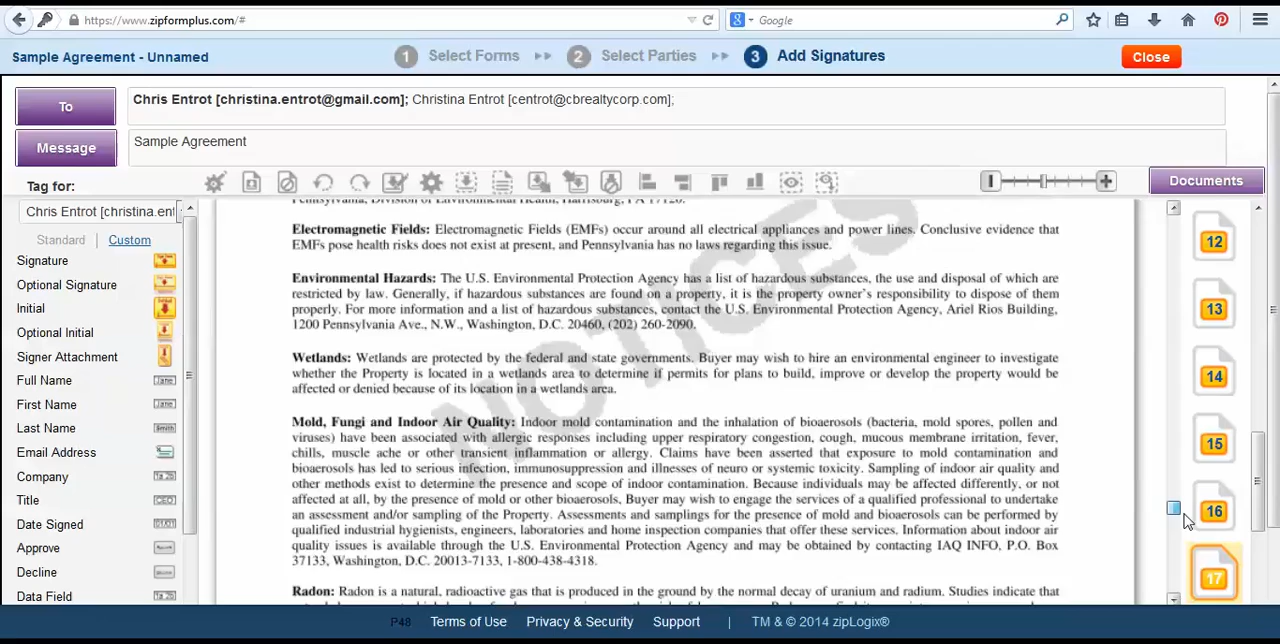 https://www.zipformplus.com/#
Google
Sample Agreement - Unnamed
1 Select Forms
2 Select Parties
3 Add Signatures
Close
To
Chris Entrot [christina.entrot@gmail.com]; Christina Entrot [centrot@cbrealtycorp.com];
Message
Sample Agreement
Tag for:
Documents
Chris Entrot [christina.ent
Standard | Custom
Signature
Optional Signature
Initial
Optional Initial
Signer Attachment
Full Name
First Name
Last Name
Email Address
Company
Title
Date Signed
Approve
Decline
Data Field
NOTICES
Pennsylvania, Division of Environmental Health, Harrisburg, PA 17120.
Electromagnetic Fields: Electromagnetic Fields (EMFs) occur around all electrical appliances and power lines. Conclusive evidence that
EMFs pose health risks does not exist at present, and Pennsylvania has no laws regarding this issue.
Environmental Hazards: The U.S. Environmental Protection Agency has a list of hazardous substances, the use and disposal of which are
restricted by law. Generally, if hazardous substances are found on a property, it is the property owner's responsibility to dispose of them
properly. For more information and a list of hazardous substances, contact the U.S. Environmental Protection Agency, Ariel Rios Building,
1200 Pennsylvania Ave., N.W., Washington, D.C. 20460, (202) 260-2090.
Wetlands: Wetlands are protected by the federal and state governments. Buyer may wish to hire an environmental engineer to investigate
whether the Property is located in a wetlands area to determine if permits for plans to build, improve or develop the property would be
affected or denied because of its location in a wetlands area.
Mold, Fungi and Indoor Air Quality: Indoor mold contamination and the inhalation of bioaerosols (bacteria, mold spores, pollen and
viruses) have been associated with allergic responses including upper respiratory congestion, cough, mucous membrane irritation, fever,
chills, muscle ache or other transient inflammation or allergy. Claims have been asserted that exposure to mold contamination and
bioaerosols has led to serious infection, immunosuppression and illnesses of neuro or systemic toxicity. Sampling of indoor air quality and
other methods exist to determine the presence and scope of indoor contamination. Because individuals may be affected differently, or not
affected at all, by the presence of mold or other bioaerosols, Buyer may wish to engage the services of a qualified professional to undertake
an assessment and/or sampling of the Property. Assessments and samplings for the presence of mold and bioaerosols can be performed by
qualified industrial hygienists, engineers, laboratories and home inspection companies that offer these services. Information about indoor air
quality issues is available through the U.S. Environmental Protection Agency and may be obtained by contacting IAQ INFO, P.O. Box
37133, Washington, D.C. 20013-7133, 1-800-438-4318.
Radon: Radon is a natural, radioactive gas that is produced in the ground by the normal decay of uranium and radium. Studies indicate that
12
13
14
15
16
17
P48 Terms of Use Privacy & Security Support | TM & © 2014 zipLogix®